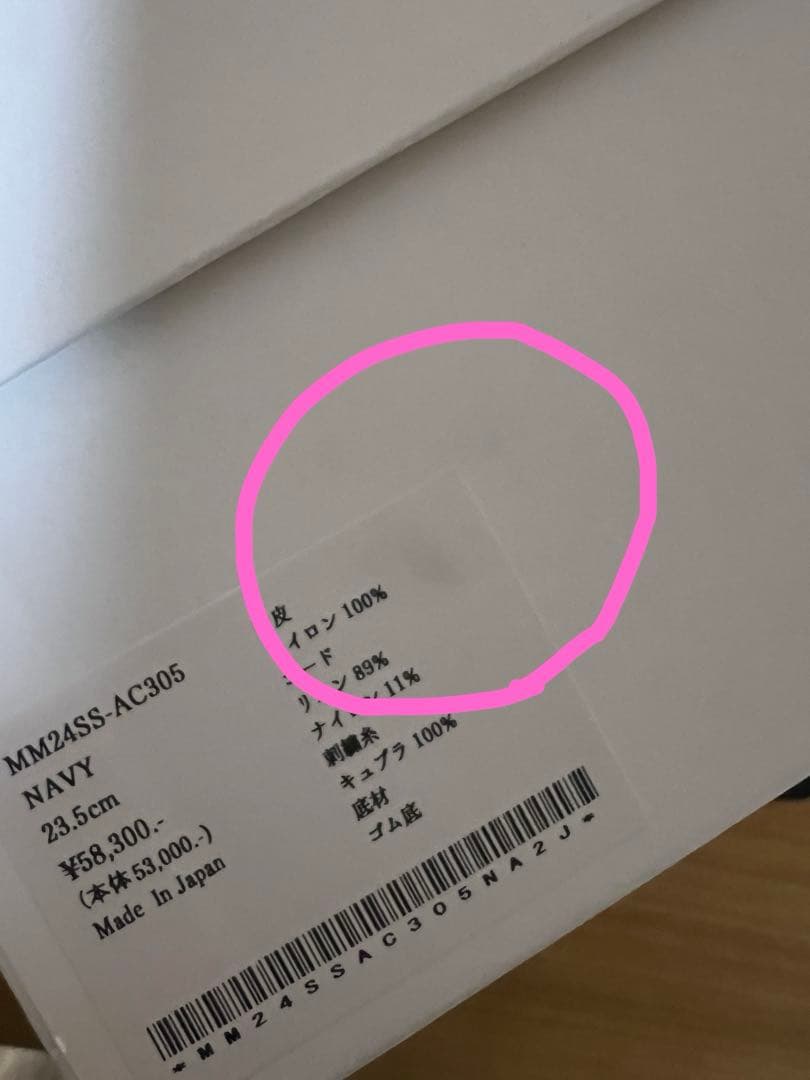 MM24SS-AC305
NAVY
23.5cm
¥58,300.-
(本体53,000.-)
Made In Japan
皮
イロン 100%
ード
ン 89%
ナイ 11%
刺繍糸
キュプラ 100%
底材
ゴム底
*MM24SSAC305NA2J*